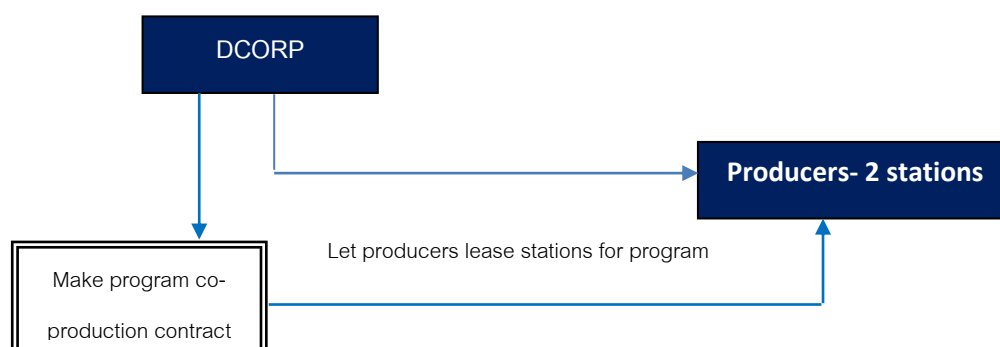 DCORP
Producers- 2 stations
Let producers lease stations for program
Make program co-
production contract